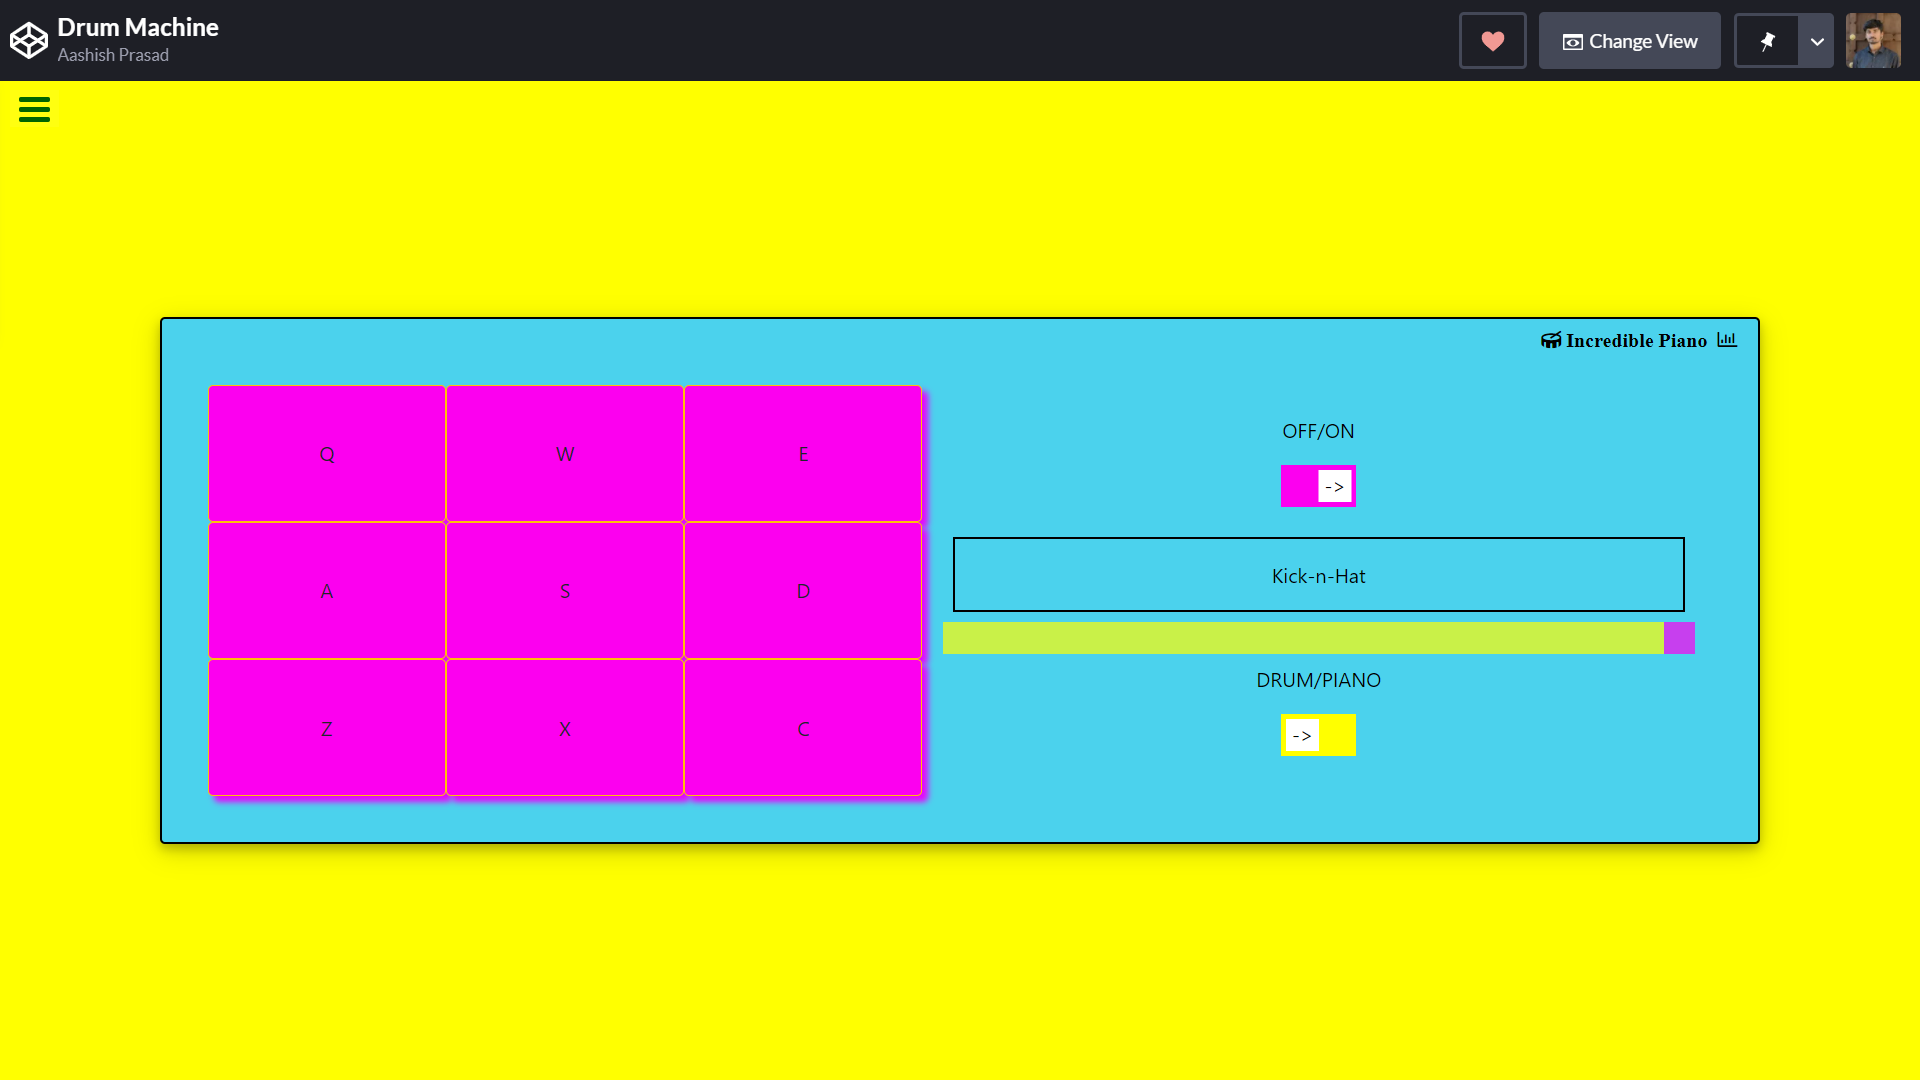 Drum Machine
Aashish Prasad
Change View
Incredible Piano
Q W E
OFF/ON
->
A S D
Kick-n-Hat
DRUM/PIANO
Z X C
->